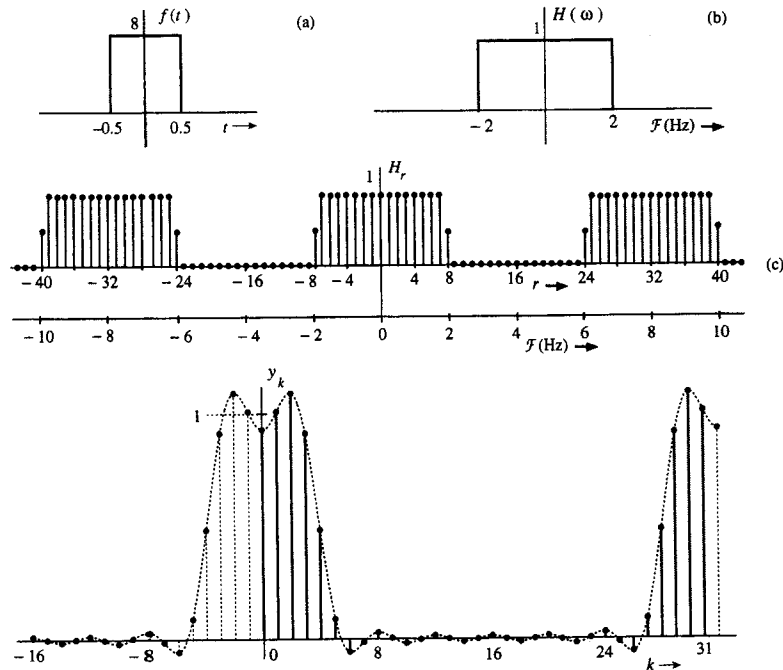 8 f(t) (a)
−0.5 0.5 t →
H(ω) (b)
1
−2 2 ℱ(Hz) →
1 H_r
(c)
−40 −32 −24 −16 −8 −4 0 4 8 16 24 32 40
r →
−10 −8 −6 −4 −2 0 2 4 6 8 10
ℱ(Hz) →
y_k
1
−16 −8 0 8 16 24 31
k →